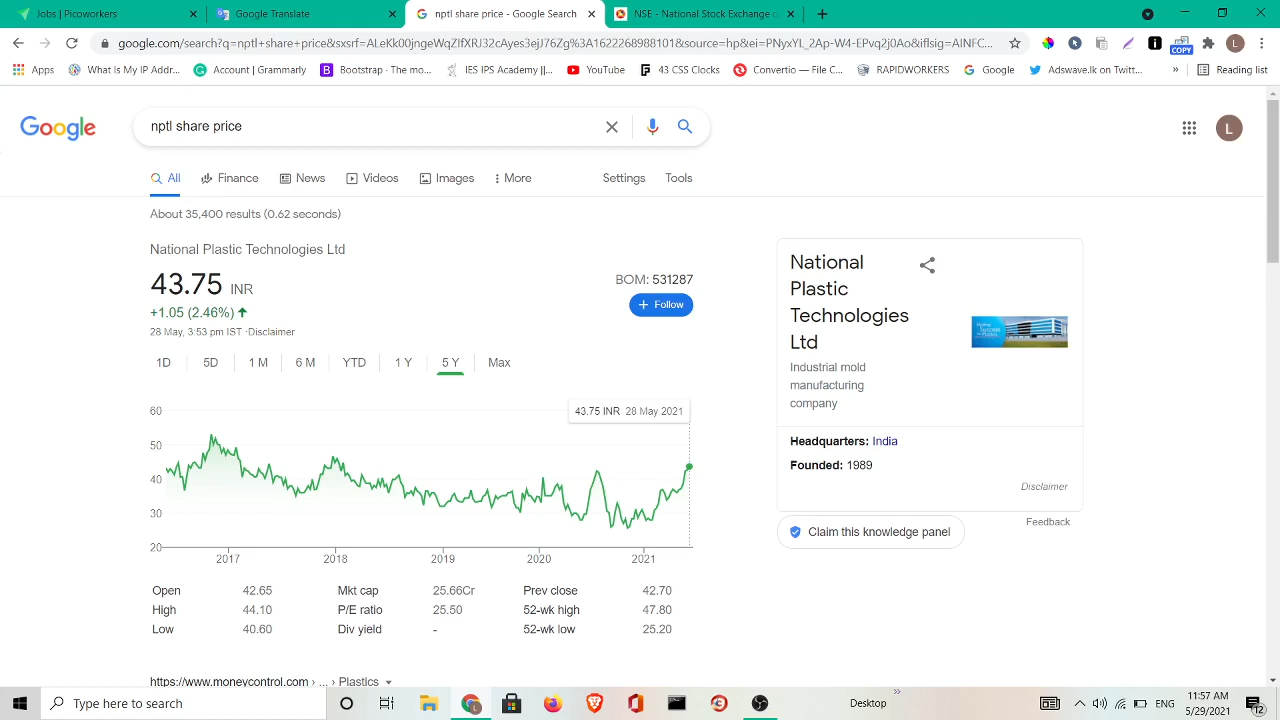 Jobs | Picoworkers
Google Translate
nptl share price - Google Search
NSE - National Stock Exchange o
google.com/search?q=nptl+share+price&sxsrf=
Apps
What Is My IP Addr...
Account | Grammarly
Bootstrap · The mo...
IES IPS Academy ||...
YouTube
43 CSS Clocks
Convertio — File C...
RAPIDWORKERS
Google
Adswave.lk on Twitt...
»
Reading list
COPY
L
Google
nptl share price
L
All
Finance
News
Videos
Images
More
Settings
Tools
About 35,400 results (0.62 seconds)
National Plastic Technologies Ltd
43.75 INR
+1.05 (2.46%)
28 May, 3:53 pm IST ·Disclaimer
BOM: 531287
+ Follow
1D 5D 1 M 6 M YTD 1 Y 5 Y Max
43.75 INR 28 May 2021
60
50
40
30
20
2017 2018 2019 2020 2021
Open 42.65 Mkt cap 25.66Cr Prev close 42.70
High 44.10 P/E ratio 25.50 52-wk high 47.80
Low 40.60 Div yield - 52-wk low 25.20
https://www.moneycontrol.com › ... › Plastics
National
Plastic
Technologies
Ltd
Industrial mold
manufacturing
company
Headquarters: India
Founded: 1989
Disclaimer
Feedback
Claim this knowledge panel
Type here to search
Desktop
»
ENG
11:57 AM
5/29/2021
12